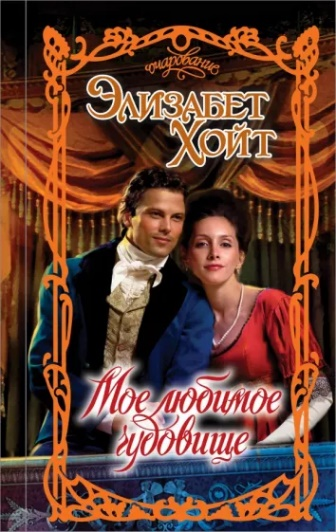 очарование
ЭЛИЗАБЕТ
ХОЙТ
Мое любимое
чудовище